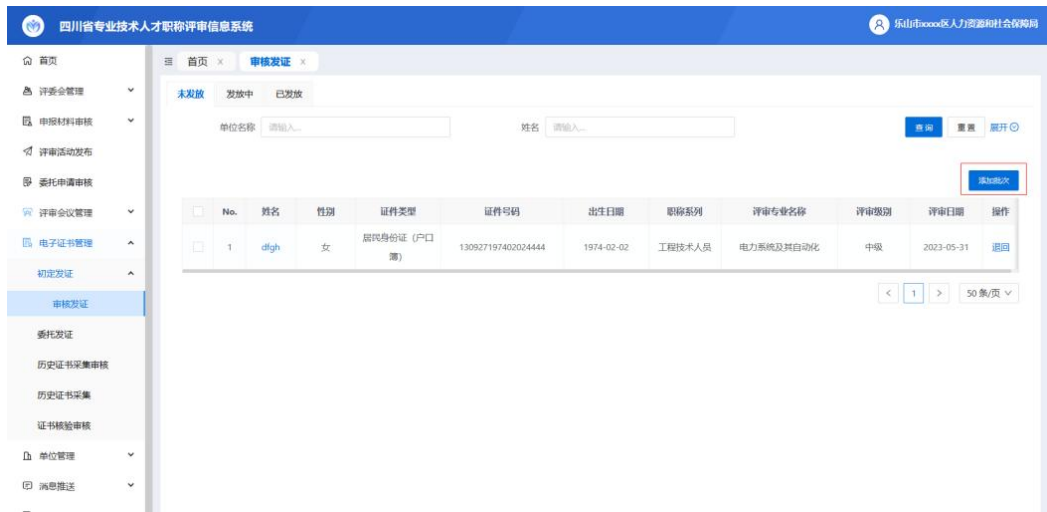 四川省专业技术人才职称评审信息系统
乐山市xxxx区人力资源和社会保障局
首页
评委会管理
申报材料审核
评审活动发布
委托申请审核
评审会议管理
电子证书管理
初定发证
审核发证
委托发证
历史证书采集审核
历史证书采集
证书核验审核
单位管理
消息推送
首页 × 审核发证 ×
未发放 发放中 已发放
单位名称 请输入... 姓名 请输入... 查询 重置 展开
添加批次
No. 姓名 性别 证件类型 证件号码 出生日期 职称系列 评审专业名称 评审级别 评审日期 操作
1 dfgh 女 居民身份证（户口簿） 130927197402024444 1974-02-02 工程技术人员 电力系统及其自动化 中级 2023-05-31 退回
< 1 > 50 条/页